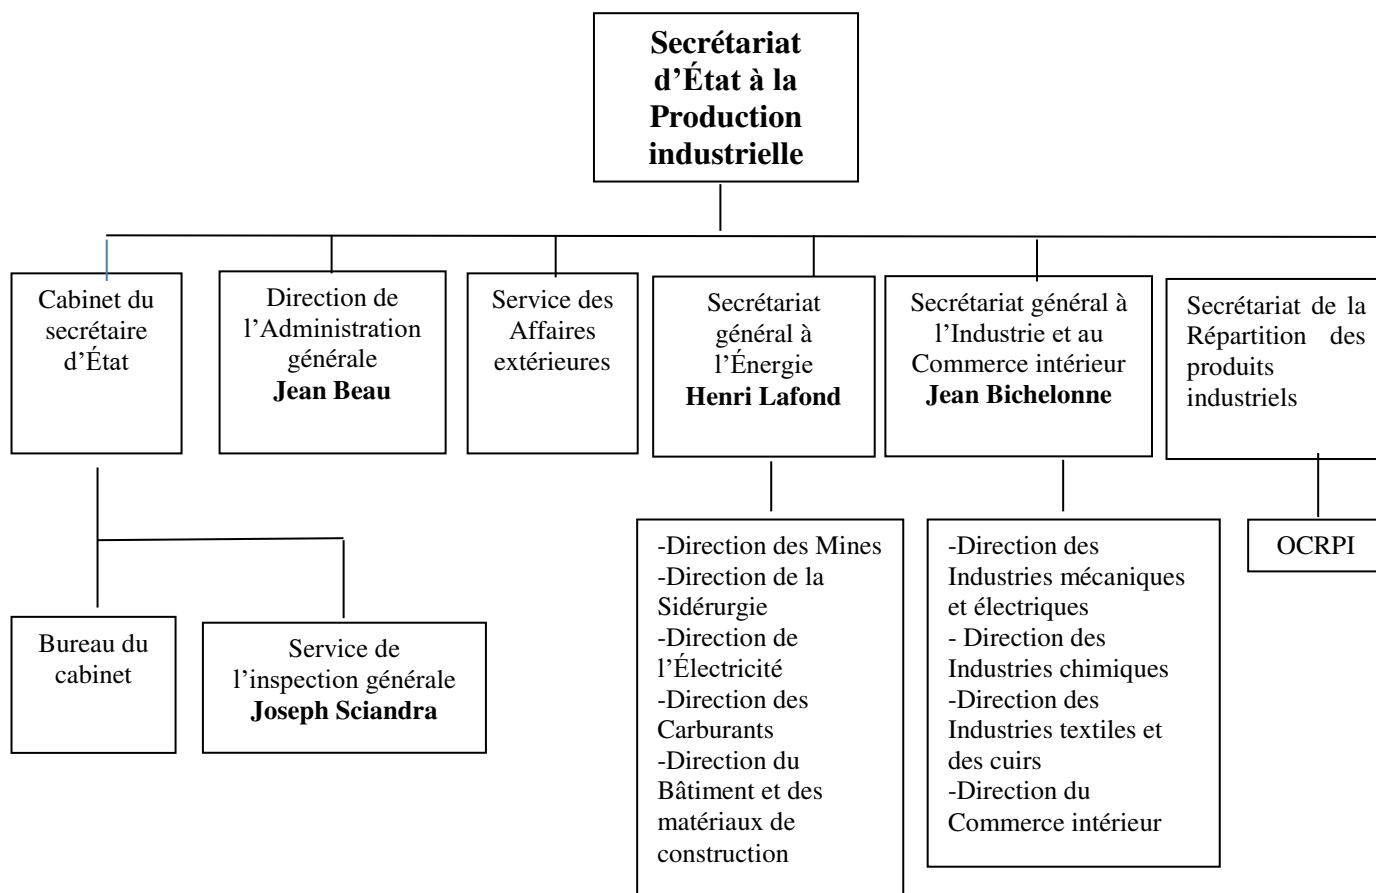 Secrétariat
d’État à la
Production
industrielle
Cabinet du
secrétaire
d’État
Direction de
l’Administration
générale
Jean Beau
Service des
Affaires
extérieures
Secrétariat
général à
l’Énergie
Henri Lafond
Secrétariat général à
l’Industrie et au
Commerce intérieur
Jean Bichelonne
Secrétariat de la
Répartition des
produits
industriels
Bureau du
cabinet
Service de
l’inspection générale
Joseph Sciandra
-Direction des Mines
-Direction de la
Sidérurgie
-Direction de
l’Électricité
-Direction des
Carburants
-Direction du
Bâtiment et des
matériaux de
construction
-Direction des
Industries mécaniques
et électriques
- Direction des
Industries chimiques
-Direction des
Industries textiles et
des cuirs
-Direction du
Commerce intérieur
OCRPI